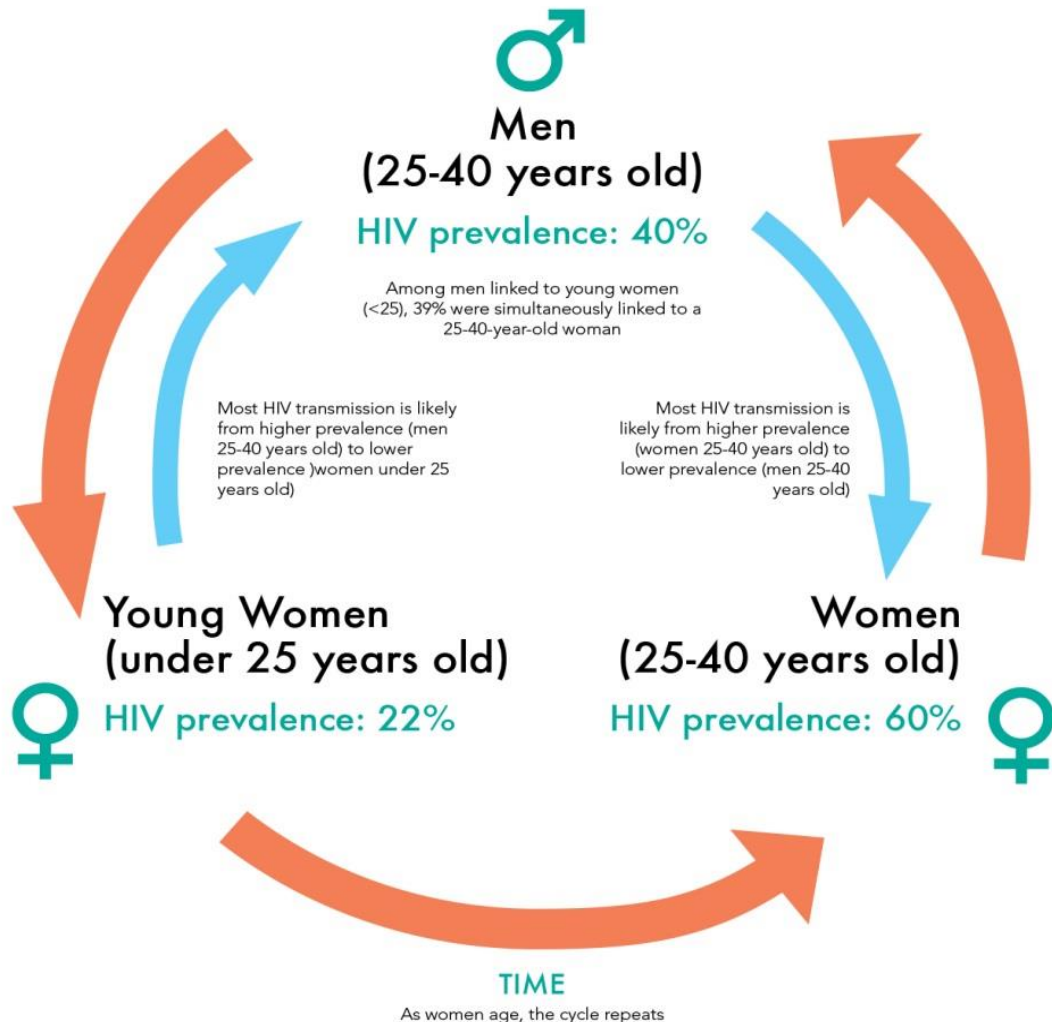 Men
(25-40 years old)
HIV prevalence: 40%
Among men linked to young women
(<25), 39% were simultaneously linked to a
25-40-year-old woman
Most HIV transmission is likely
from higher prevalence (men
25-40 years old) to lower
prevalence )women under 25
years old)
Most HIV transmission is
likely from higher prevalence
(women 25-40 years old) to
lower prevalence (men 25-40
years old)
Young Women
(under 25 years old)
HIV prevalence: 22%
Women
(25-40 years old)
HIV prevalence: 60%
TIME
As women age, the cycle repeats